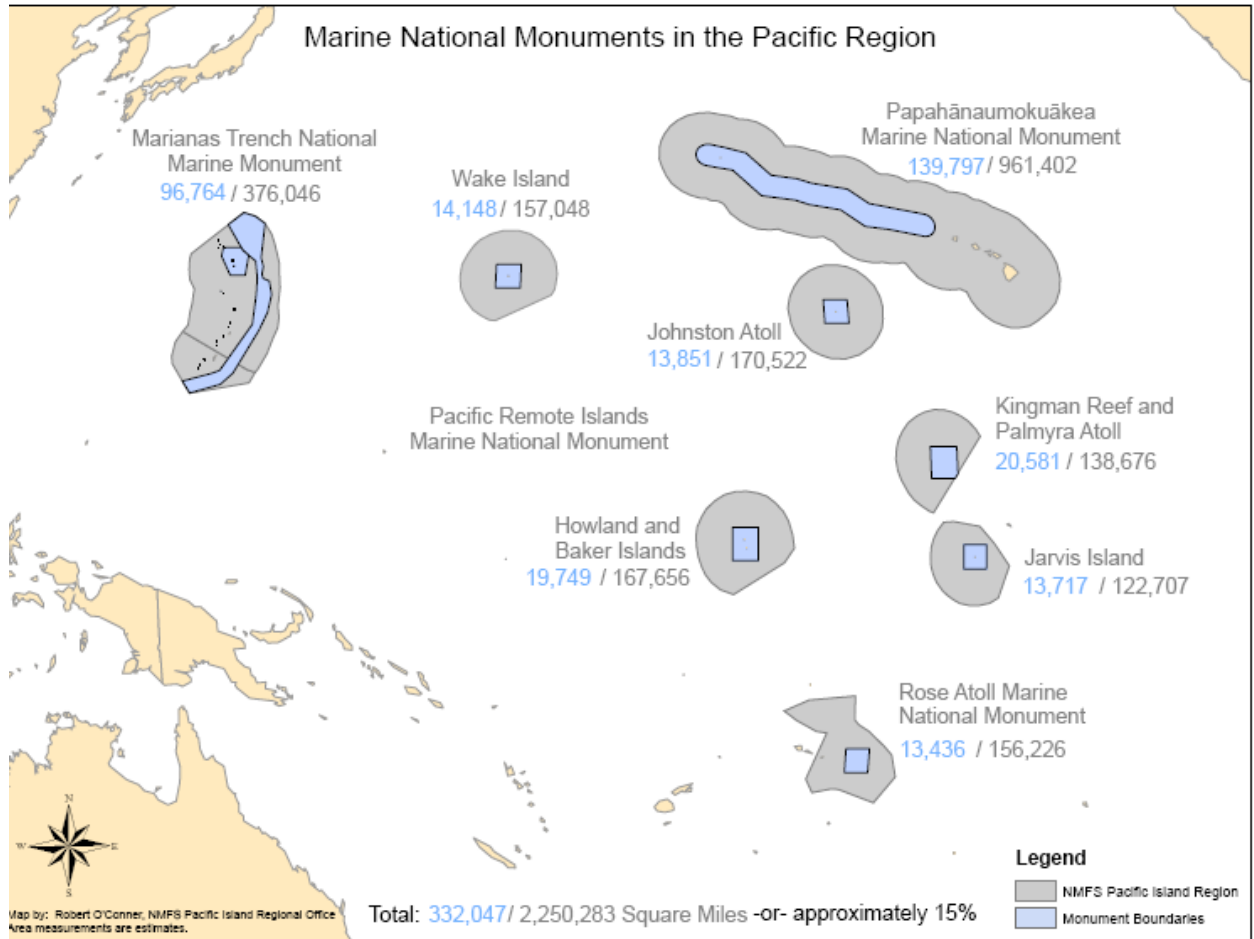 Marine National Monuments in the Pacific Region
Marianas Trench National
Marine Monument
96,764 / 376,046
Wake Island
14,148 / 157,048
Papahānaumokuākea
Marine National Monument
139,797 / 961,402
Johnston Atoll
13,851 / 170,522
Pacific Remote Islands
Marine National Monument
Kingman Reef and
Palmyra Atoll
20,581 / 138,676
Howland and
Baker Islands
19,749 / 167,656
Jarvis Island
13,717 / 122,707
Rose Atoll Marine
National Monument
13,436 / 156,226
N
W E
S
Legend
NMFS Pacific Island Region
Monument Boundaries
Map by: Robert O'Conner, NMFS Pacific Island Regional Office
Area measurements are estimates.
Total: 332,047/ 2,250,283 Square Miles -or- approximately 15%